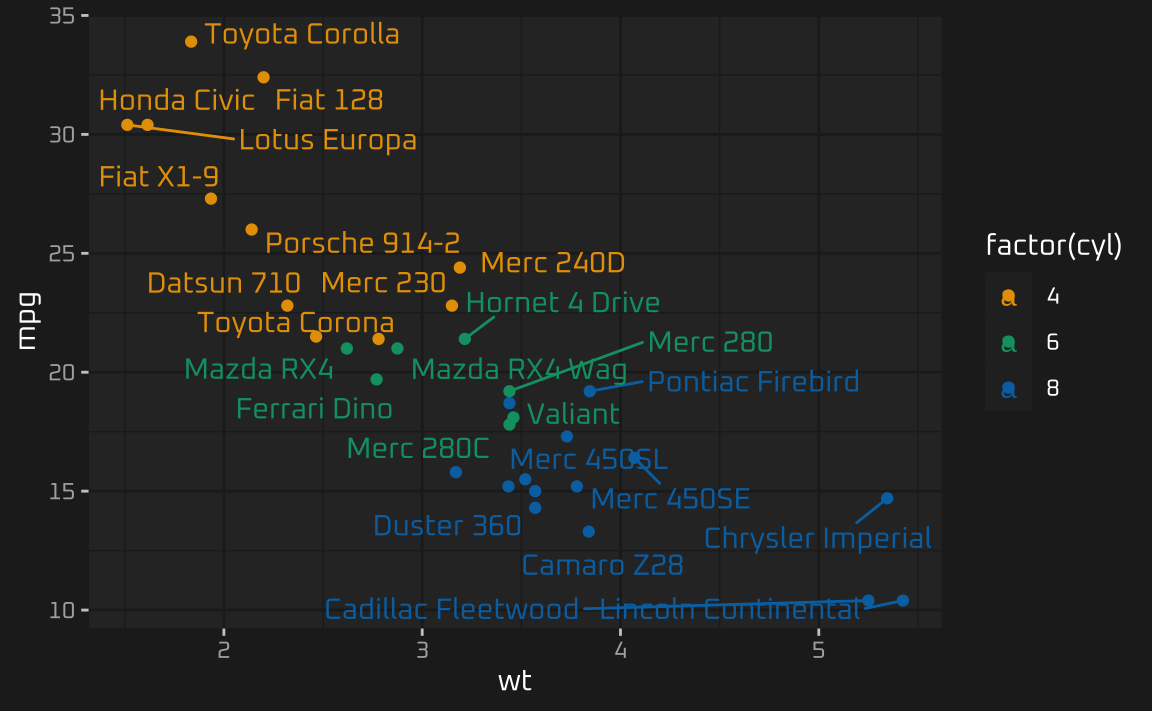 35
Toyota Corolla
Honda Civic Fiat 128
30
Lotus Europa
Fiat X1-9
25
Porsche 914-2
Merc 240D
Datsun 710 Merc 230
Hornet 4 Drive
Toyota Corona
Merc 280
20
Mazda RX4 Mazda RX4 Wag
Pontiac Firebird
Ferrari Dino Valiant
Merc 280C
Merc 450SL
15
Merc 450SE
Duster 360
Chrysler Imperial
Camaro Z28
10
Cadillac Fleetwood Lincoln Continental
2 3 4 5
wt
mpg
factor(cyl)
a 4
a 6
a 8